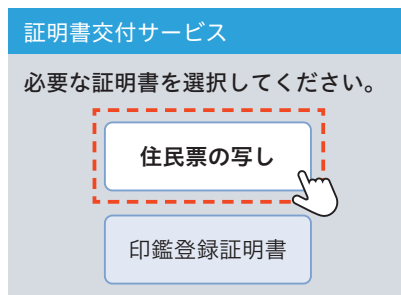 証明書交付サービス
必要な証明書を選択してください。
住民票の写し
印鑑登録証明書